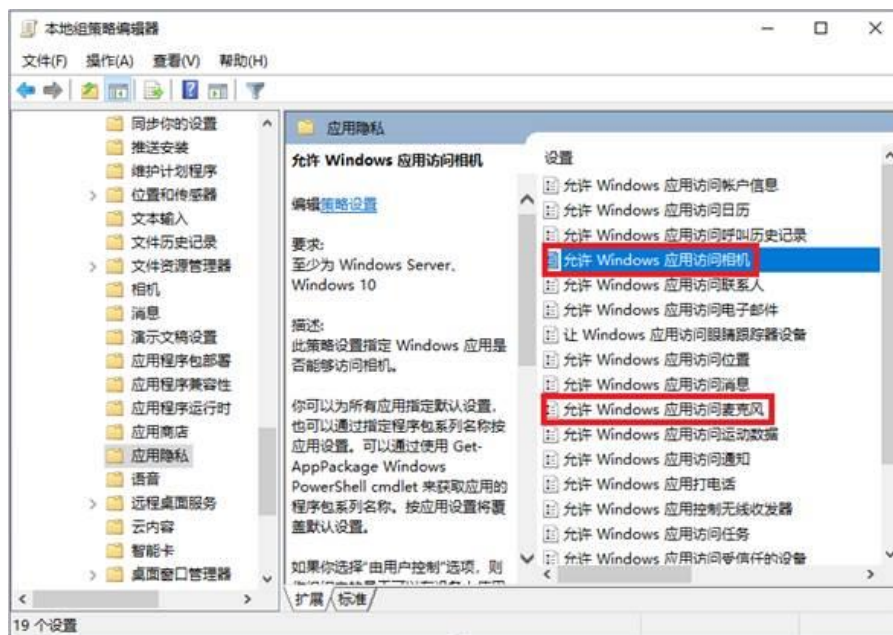 本地组策略编辑器
文件(F) 操作(A) 查看(V) 帮助(H)
同步你的设置
推送安装
维护计划程序
位置和传感器
文本输入
文件历史记录
文件资源管理器
相机
消息
演示文稿设置
应用程序包部署
应用程序兼容性
应用程序运行时
应用商店
应用隐私
语音
远程桌面服务
云内容
智能卡
桌面窗口管理器
应用隐私
允许 Windows 应用访问相机
编辑策略设置
要求:
至少为 Windows Server,
Windows 10
描述:
此策略设置指定 Windows 应用是
否能够访问相机。
你可以为所有应用指定默认设置,
也可以通过指定程序包系列名称按
应用设置。可以通过使用 Get-
AppPackage Windows
PowerShell cmdlet 来获取应用的
程序包系列名称。按应用设置将覆
盖默认设置。
如果你选择"由用户控制"选项，则
设置
允许 Windows 应用访问帐户信息
允许 Windows 应用访问日历
允许 Windows 应用访问呼叫历史记录
允许 Windows 应用访问相机
允许 Windows 应用访问联系人
允许 Windows 应用访问电子邮件
让 Windows 应用访问眼睛跟踪器设备
允许 Windows 应用访问位置
允许 Windows 应用访问消息
允许 Windows 应用访问麦克风
允许 Windows 应用访问运动数据
允许 Windows 应用访问通知
允许 Windows 应用打电话
允许 Windows 应用控制无线收发器
允许 Windows 应用访问任务
允许 Windows 应用访问受信任的设备
扩展 标准
19 个设置